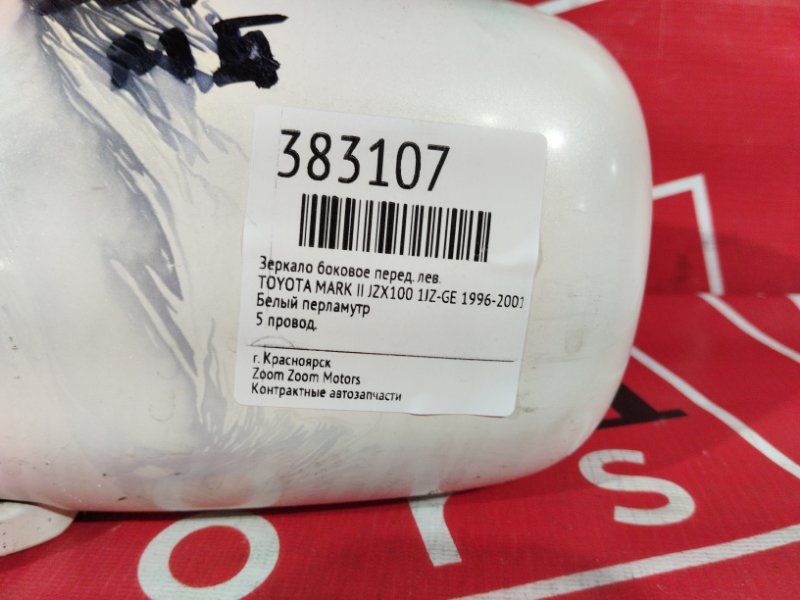 383107
Зеркало боковое перед. лев.
TOYOTA MARK II JZX100 1JZ-GE 1996-2001
Белый перламутр
5 провод.
г. Красноярск
Zoom Zoom Motors
Контрактные автозапчасти
OYS